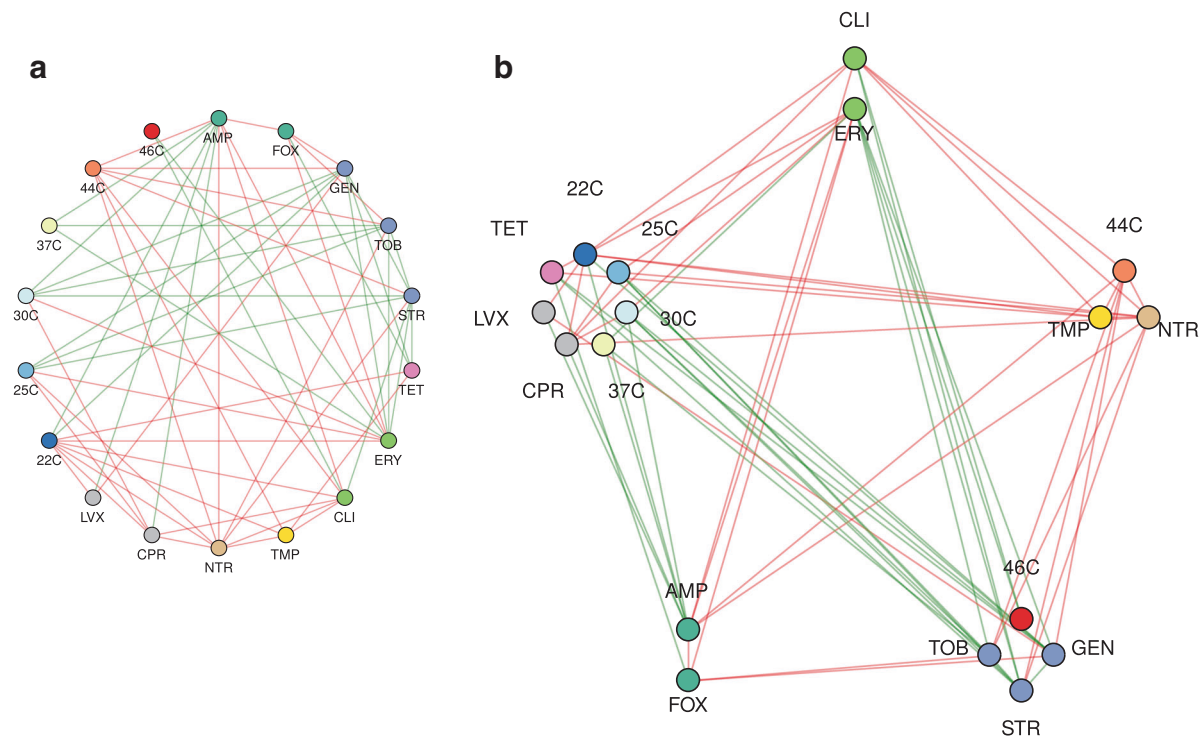 a
46C
AMP
FOX
44C
GEN
37C
TOB
30C
STR
25C
TET
22C
ERY
LVX
CLI
CPR
NTR
TMP
b
CLI
ERY
22C
TET
25C
44C
LVX
30C
TMP
NTR
CPR
37C
46C
AMP
TOB
GEN
FOX
STR